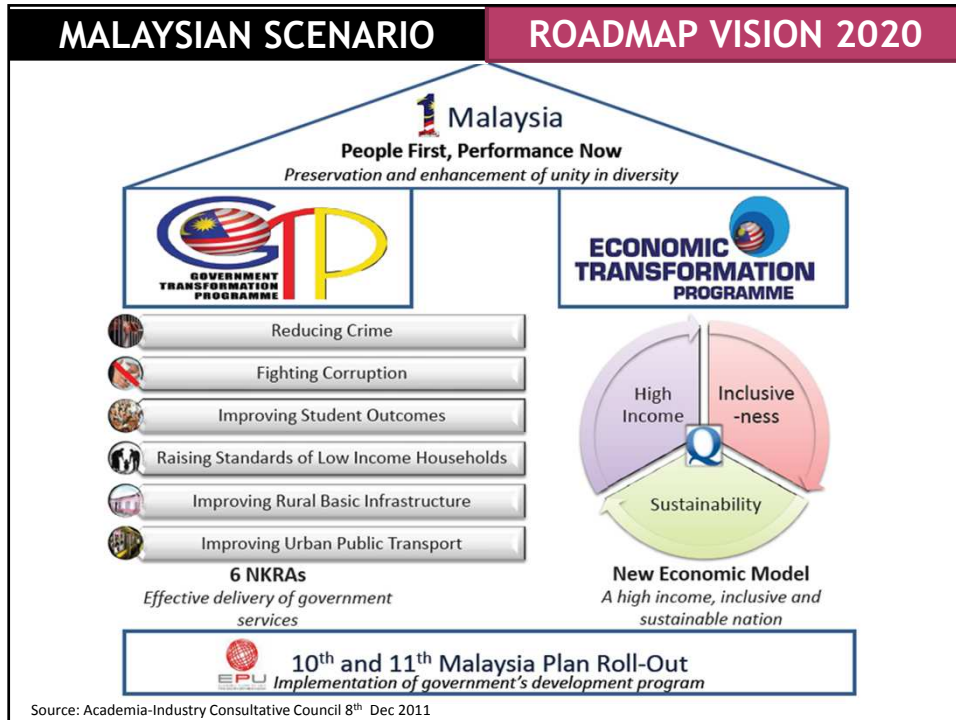 MALAYSIAN SCENARIO
ROADMAP VISION 2020
1 Malaysia
People First, Performance Now
Preservation and enhancement of unity in diversity
GTP
GOVERNMENT
TRANSFORMATION
PROGRAMME
ECONOMIC
TRANSFORMATION
PROGRAMME
Reducing Crime
Fighting Corruption
Improving Student Outcomes
Raising Standards of Low Income Households
Improving Rural Basic Infrastructure
Improving Urban Public Transport
6 NKRAs
Effective delivery of government
services
High
Income
Inclusive
-ness
Q
Sustainability
New Economic Model
A high income, inclusive and
sustainable nation
EPU
10th and 11th Malaysia Plan Roll-Out
Implementation of government's development program
Source: Academia-Industry Consultative Council 8th Dec 2011